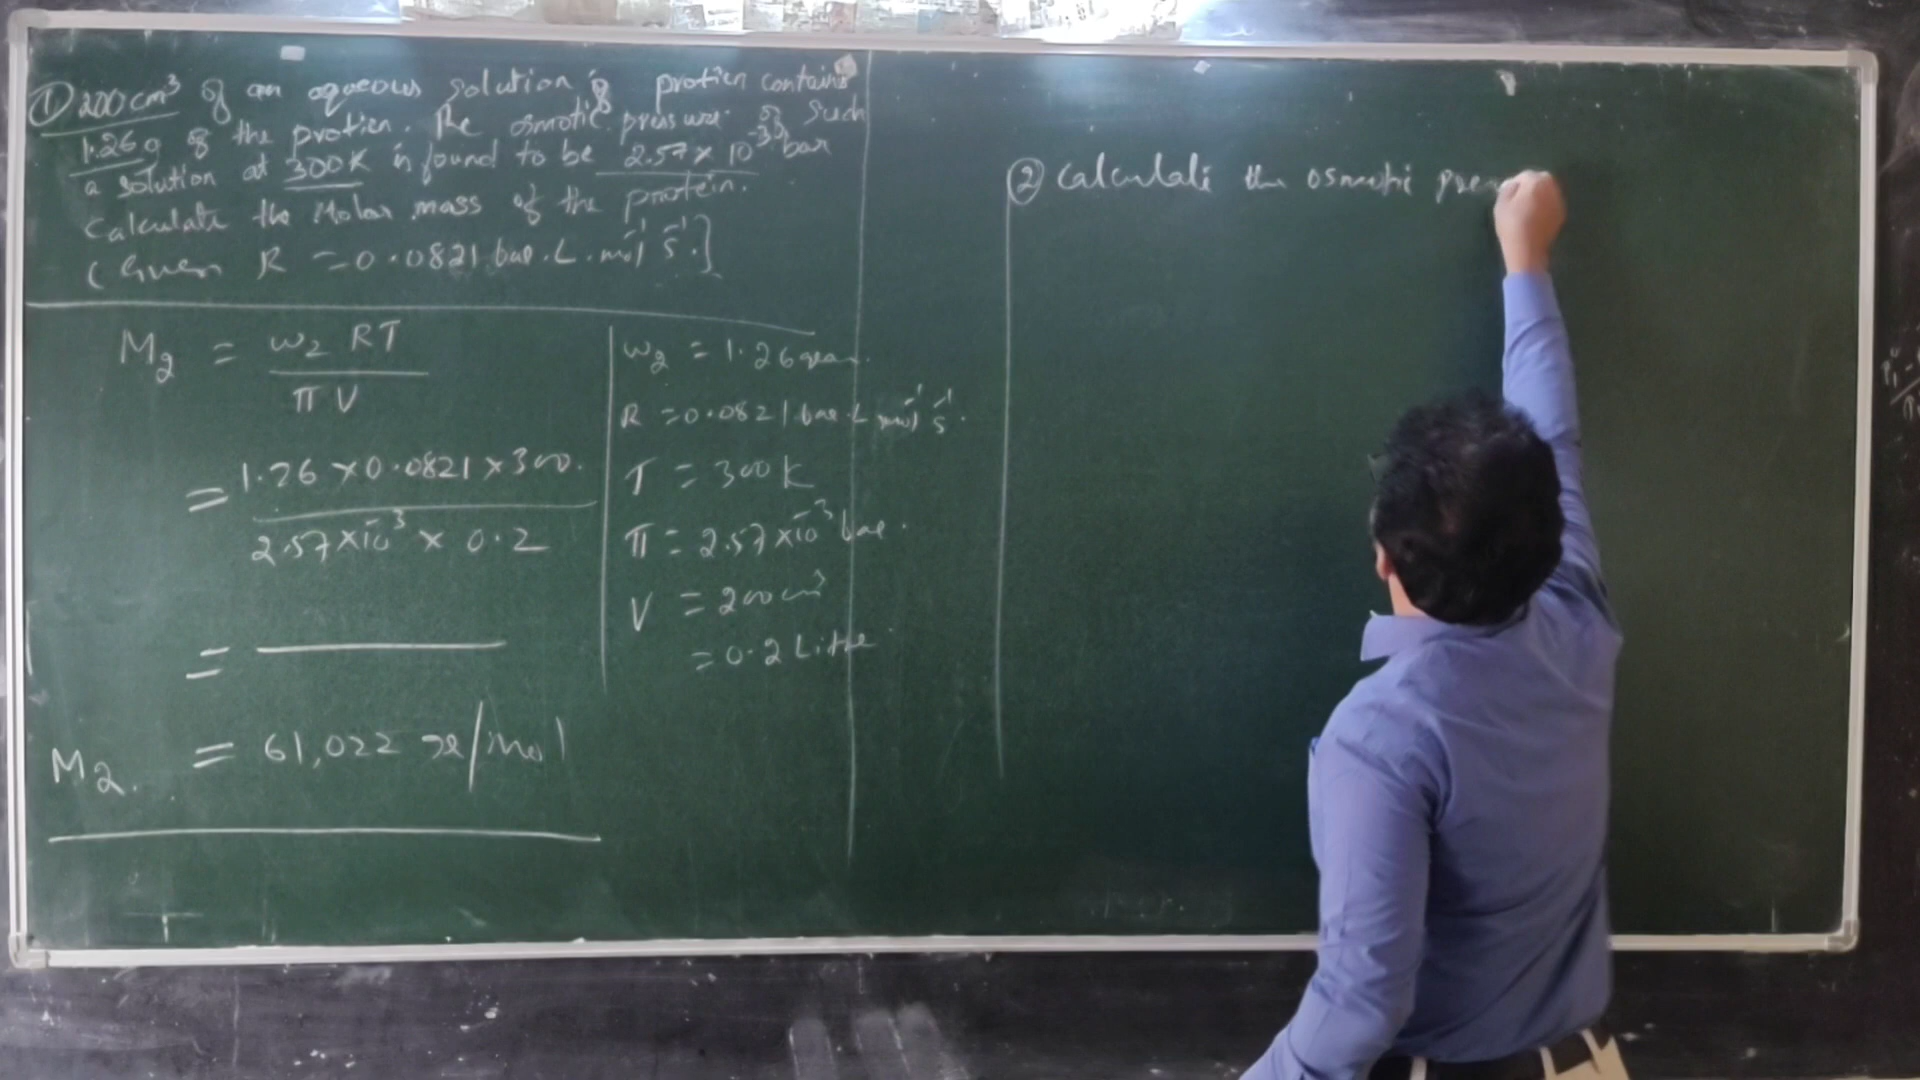 ① 200 cm³ of an aqueous solution of protien contains
1.26 g of the protien. The osmotic pressure of such
a solution at 300 K is found to be 2.57 × 10⁻³ bar
Calculate the Molar mass of the protein.
(Given R = 0.0821 bar. L. mol⁻¹ s⁻¹.]
M₂ = w₂ RT / π V
= 1.26 × 0.0821 × 300. / 2.57 × 10⁻³ × 0.2
=
M₂. = 61,022 /mol
w₂ = 1.26 gram.
R = 0.0821 bar. L mol⁻¹ s⁻¹.
T = 300 K
π = 2.57 × 10⁻³ bar.
V = 200 cm³
= 0.2 Litre
② Calculate the osmotic